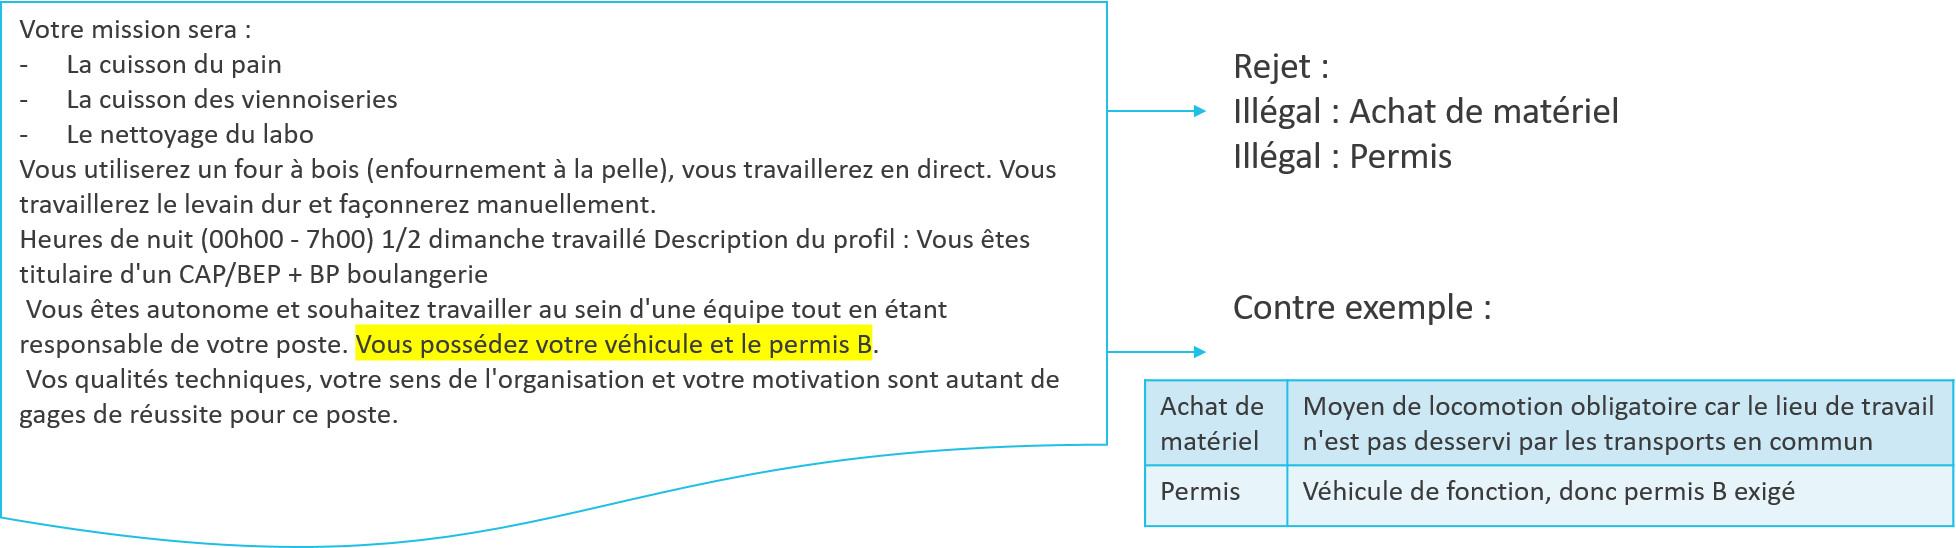 Votre mission sera :
- La cuisson du pain
- La cuisson des viennoiseries
- Le nettoyage du labo
Vous utiliserez un four à bois (enfournement à la pelle), vous travaillerez en direct. Vous
travaillerez le levain dur et façonnerez manuellement.
Heures de nuit (00h00 - 7h00) 1/2 dimanche travaillé Description du profil : Vous êtes
titulaire d'un CAP/BEP + BP boulangerie
Vous êtes autonome et souhaitez travailler au sein d'une équipe tout en étant
responsable de votre poste. Vous possédez votre véhicule et le permis B.
Vos qualités techniques, votre sens de l'organisation et votre motivation sont autant de
gages de réussite pour ce poste.
Rejet :
Illégal : Achat de matériel
Illégal : Permis
Contre exemple :
Achat de
matériel
Moyen de locomotion obligatoire car le lieu de travail
n'est pas desservi par les transports en commun
Permis
Véhicule de fonction, donc permis B exigé